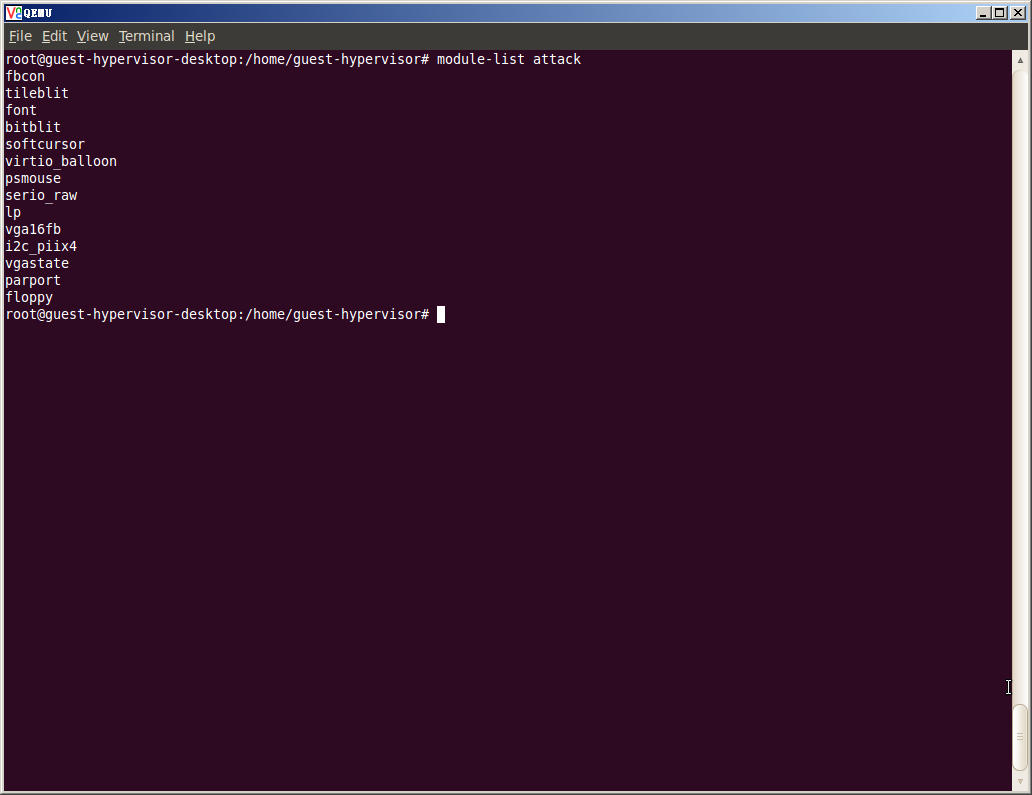 QEMU
File Edit View Terminal Help
root@guest-hypervisor-desktop:/home/guest-hypervisor# module-list attack
fbcon
tileblit
font
bitblit
softcursor
virtio_balloon
psmouse
serio_raw
lp
vga16fb
i2c_piix4
vgastate
parport
floppy
root@guest-hypervisor-desktop:/home/guest-hypervisor#